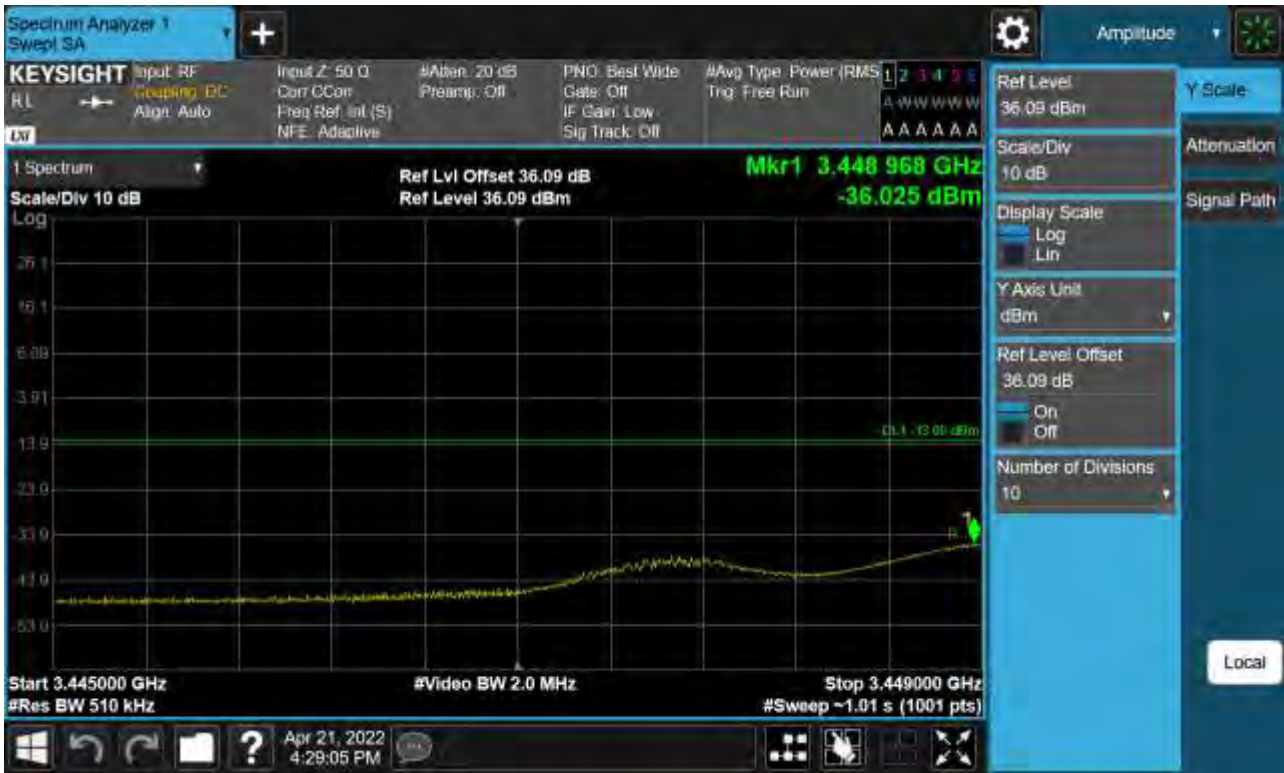 Spectrum Analyzer 1
Swept SA
Amplitude
KEYSIGHT
RL
LXI
Input: RF
Coupling: DC
Align: Auto
Input Z: 50 Ω
Corr CCorr
Freq Ref: Int (S)
NFE: Adaptive
#Atten: 20 dB
Preamp: Off
PNO: Best Wide
Gate: Off
IF Gain: Low
Sig Track: Off
#Avg Type: Power (RMS
Trig: Free Run
1 2 3 4 5 6
A W W W W W
A A A A A A
1 Spectrum
Scale/Div 10 dB
Log
Ref Lvl Offset 36.09 dB
Ref Level 36.09 dBm
Mkr1 3.448 968 GHz
-36.025 dBm
26.1
16.1
6.09
-3.91
-13.9
-23.9
-33.9
-43.9
-53.9
DL1 -13.00 dBm
1
Start 3.445000 GHz
#Res BW 510 kHz
#Video BW 2.0 MHz
Stop 3.449000 GHz
#Sweep ~1.01 s (1001 pts)
Ref Level
36.09 dBm
Scale/Div
10 dB
Display Scale
Log
Lin
Y Axis Unit
dBm
Ref Level Offset
36.09 dB
On
Off
Number of Divisions
10
Y Scale
Attenuation
Signal Path
Local
?
Apr 21, 2022
4:29:05 PM